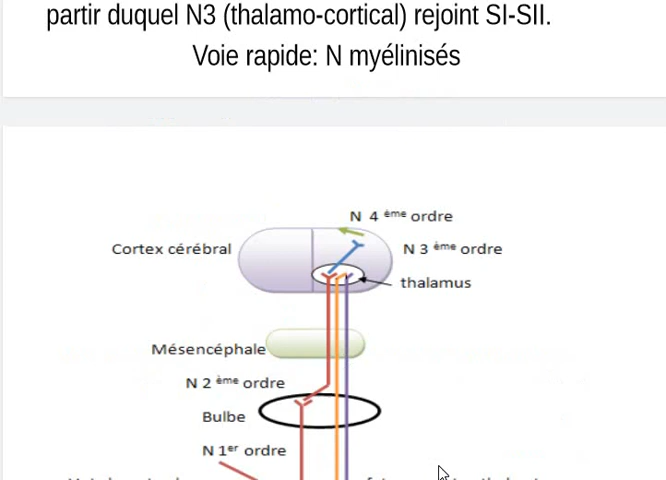 partir duquel N3 (thalamo-cortical) rejoint SI-SII.
Voie rapide: N myélinisés
N 4 ème ordre
Cortex cérébral
N 3 ème ordre
thalamus
Mésencéphale
N 2 ème ordre
Bulbe
N 1er ordre